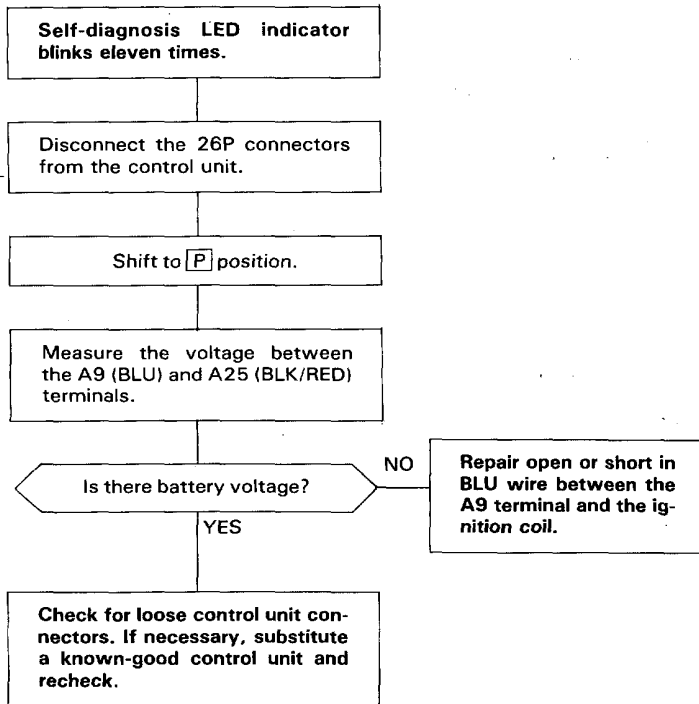 Self-diagnosis LED indicator
blinks eleven times.
Disconnect the 26P connectors
from the control unit.
Shift to P position.
Measure the voltage between
the A9 (BLU) and A25 (BLK/RED)
terminals.
Is there battery voltage?
NO
Repair open or short in
BLU wire between the
A9 terminal and the ig-
nition coil.
YES
Check for loose control unit con-
nectors. If necessary, substitute
a known-good control unit and
recheck.